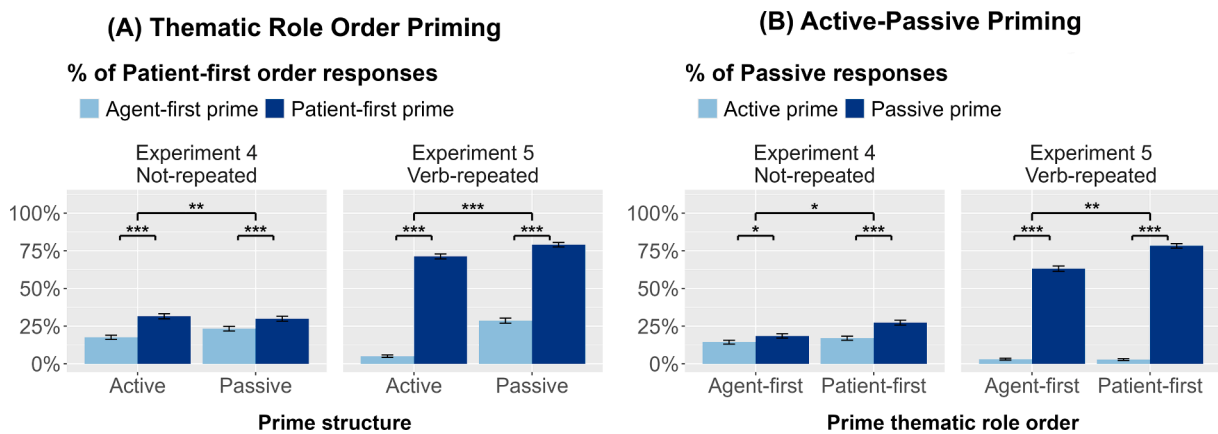 (A) Thematic Role Order Priming
% of Patient-first order responses
Agent-first prime Patient-first prime
Experiment 4
Not-repeated
Experiment 5
Verb-repeated
100%
75%
50%
25%
0%
**
*** ***
***
*** ***
Active Passive
Active Passive
Prime structure
(B) Active-Passive Priming
% of Passive responses
Active prime Passive prime
Experiment 4
Not-repeated
Experiment 5
Verb-repeated
100%
75%
50%
25%
0%
*
* ***
**
*** ***
Agent-first Patient-first
Agent-first Patient-first
Prime thematic role order